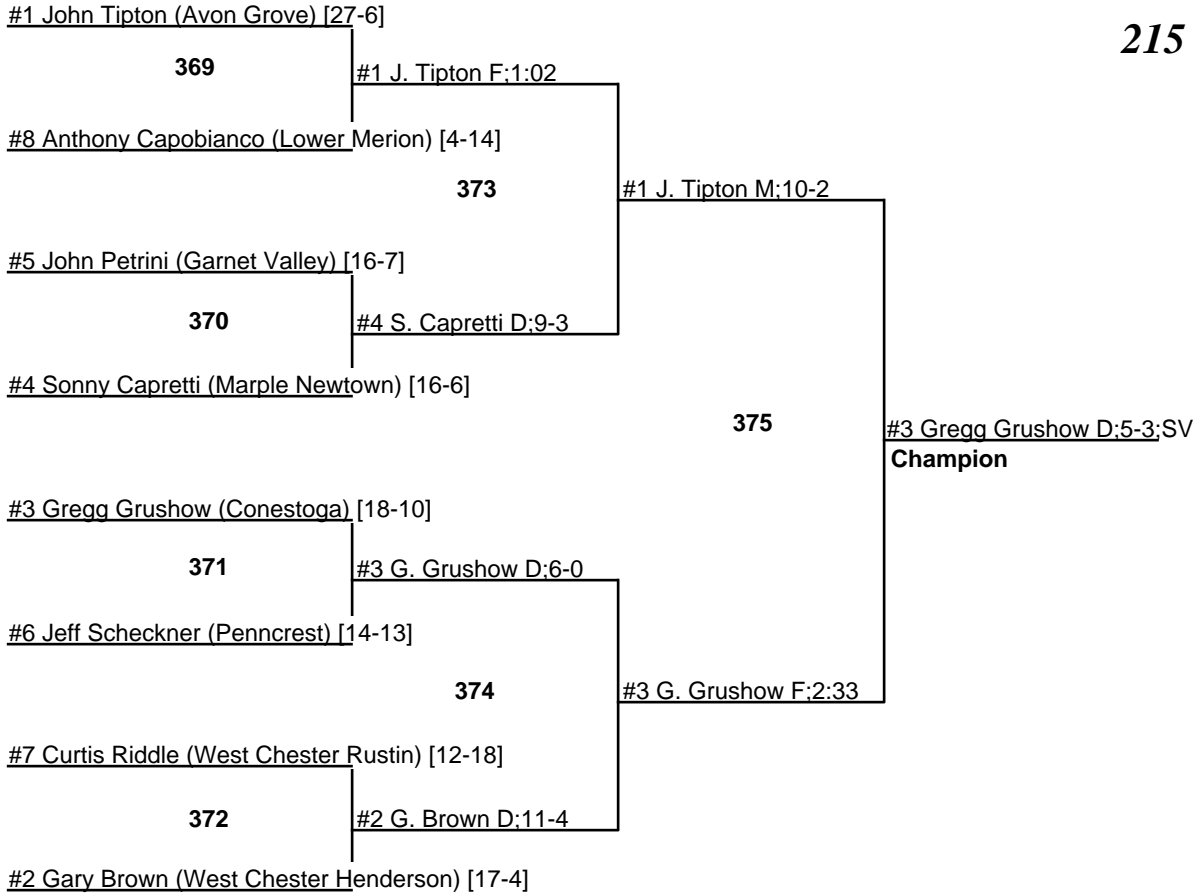 #1 John Tipton (Avon Grove) [27-6]
215
369
#1 J. Tipton F;1:02
#8 Anthony Capobianco (Lower Merion) [4-14]
373
#1 J. Tipton M;10-2
#5 John Petrini (Garnet Valley) [16-7]
370
#4 S. Capretti D;9-3
#4 Sonny Capretti (Marple Newtown) [16-6]
375
#3 Gregg Grushow D;5-3;SV
Champion
#3 Gregg Grushow (Conestoga) [18-10]
371
#3 G. Grushow D;6-0
#6 Jeff Scheckner (Penncrest) [14-13]
374
#3 G. Grushow F;2:33
#7 Curtis Riddle (West Chester Rustin) [12-18]
372
#2 G. Brown D;11-4
#2 Gary Brown (West Chester Henderson) [17-4]